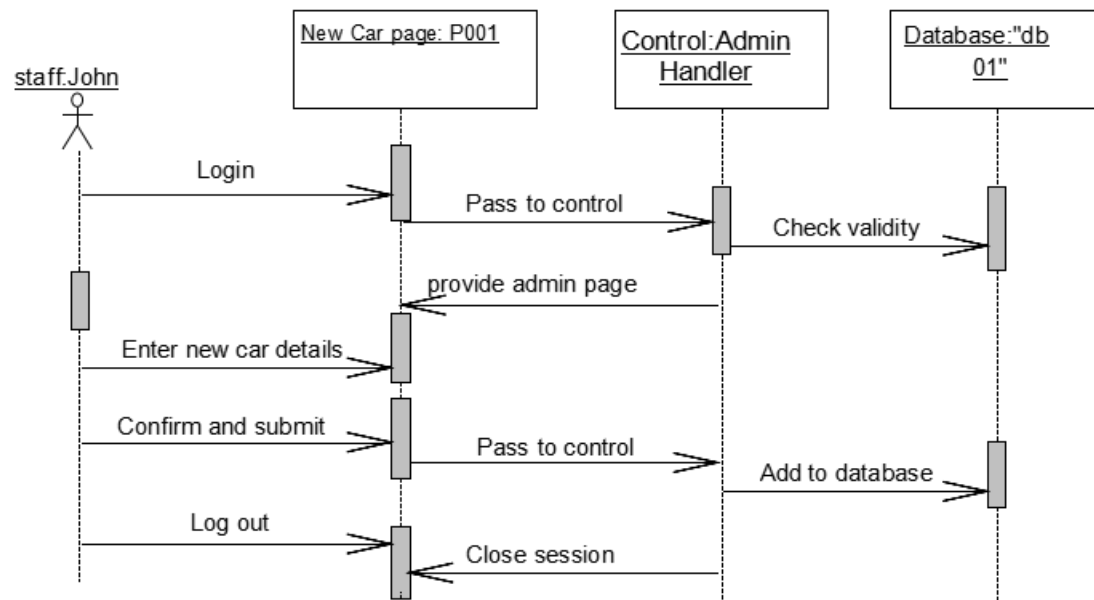 staff:John
New Car page: P001
Control:Admin
Handler
Database:"db
01"
Login
Pass to control
Check validity
provide admin page
Enter new car details
Confirm and submit
Pass to control
Add to database
Log out
Close session